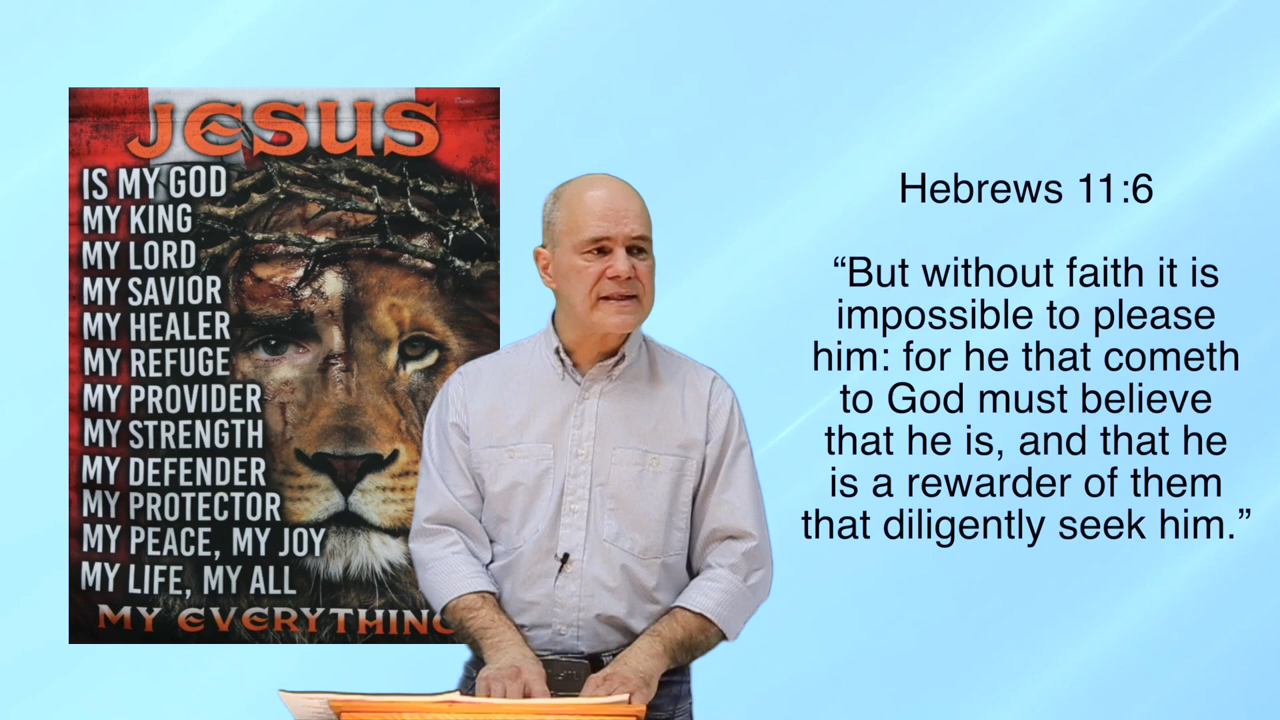 JESUS
IS MY GOD
MY KING
MY LORD
MY SAVIOR
MY HEALER
MY REFUGE
MY PROVIDER
MY STRENGTH
MY DEFENDER
MY PROTECTOR
MY PEACE, MY JOY
MY LIFE, MY ALL
MY EVERYTHING
Hebrews 11:6
“But without faith it is
impossible to please
him: for he that cometh
to God must believe
that he is, and that he
is a rewarder of them
that diligently seek him.”